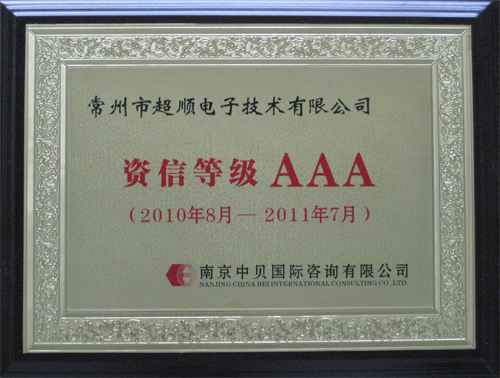 常州市超顺电子技术有限公司
资信等级 AAA
（2010年8月— 2011年7月）
南京中贝国际咨询有限公司
NANJING CHINA BEI INTERNATIONAL CONSULTING CO.,LTD.